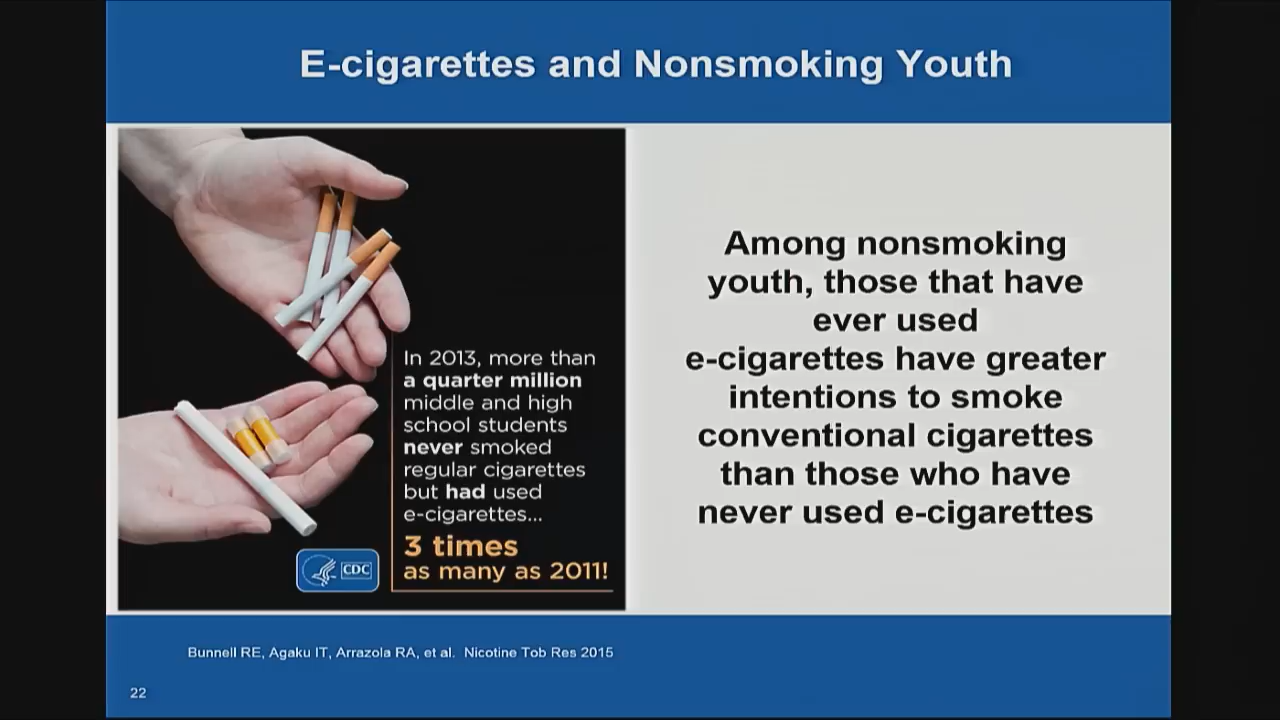 E-cigarettes and Nonsmoking Youth
In 2013, more than
a quarter million
middle and high
school students
never smoked
regular cigarettes
but had used
e-cigarettes...
3 times
as many as 2011!
CDC
Among nonsmoking
youth, those that have
ever used
e-cigarettes have greater
intentions to smoke
conventional cigarettes
than those who have
never used e-cigarettes
Bunnell RE, Agaku IT, Arrazola RA, et al.  Nicotine Tob Res 2015
22